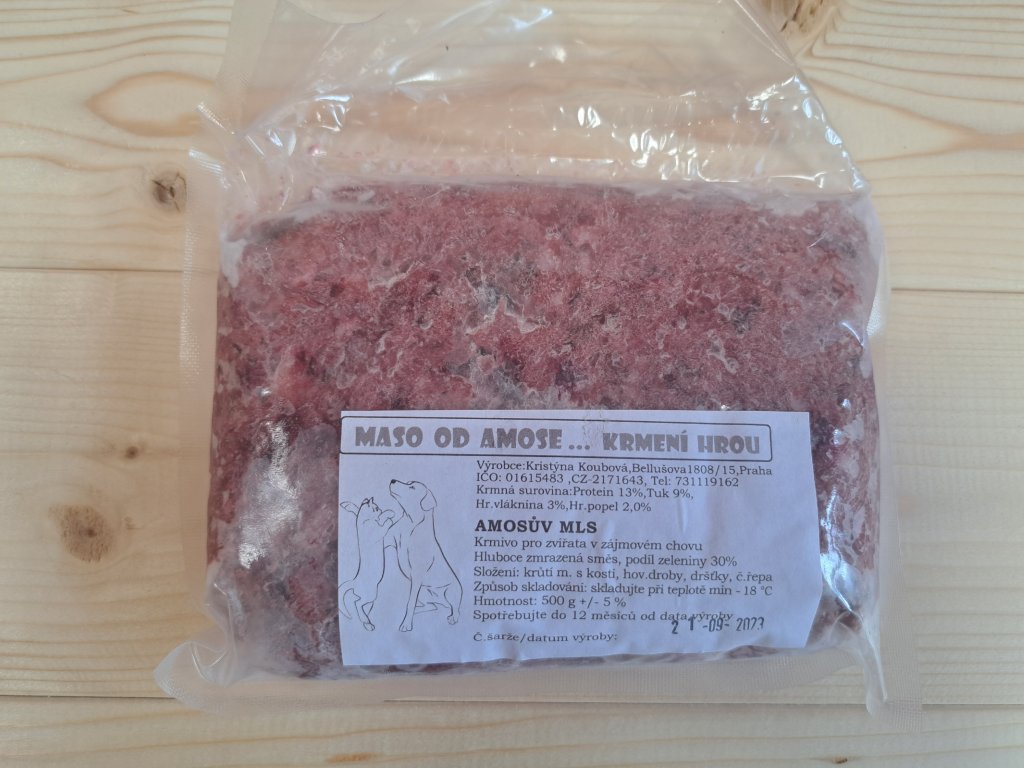 MASO OD AMOSE... KRMENÍ HROU
Výrobce:Kristýna Koubová,Bellušova1808/15,Praha
IČO: 01615483 ,CZ-2171643, Tel: 731119162
Krmná surovina:Protein 13%,Tuk 9%,
Hr.vláknina 3%,Hr.popel 2,0%
AMOSŮV MLS
Krmivo pro zvířata v zájmovém chovu
Hluboce zmrazená směs, podíl zeleniny 30%
Složení: krůtí m. s kostí, hov.droby, dršťky, č.řepa
Způsob skladování: skladujte při teplotě min - 18 °C
Hmotnost: 500 g +/- 5 %
Spotřebujte do 12 měsíců od data výroby
21-09-2023
Č.šarže/datum výroby: